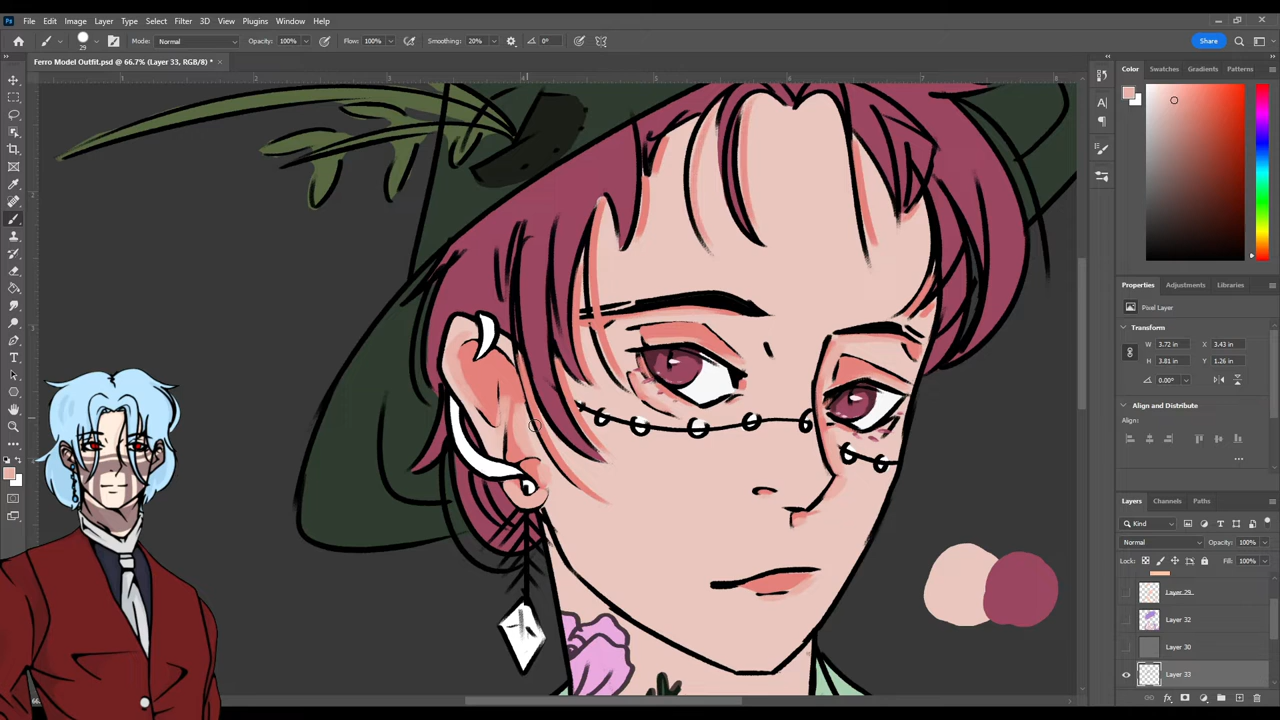 Ps File Edit Image Layer Type Select Filter 3D View Plugins Window Help
29 Mode: Normal Opacity: 100% Flow: 100% Smoothing: 20% 0° Share
Ferro Model Outfit.psd @ 66.7% (Layer 33, RGB/8) * ×
Color Swatches Gradients Patterns
Properties Adjustments Libraries
Pixel Layer
Transform
W 3.72 in X 3.43 in
H 3.81 in Y 1.26 in
0.00°
Align and Distribute
Align:
Layers Channels Paths
Kind
Normal Opacity: 100%
Lock: Fill: 100%
Layer 29
Layer 32
Layer 30
Layer 33